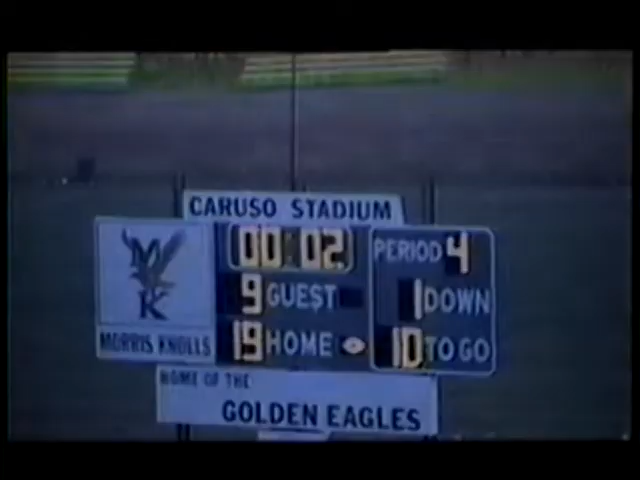 CARUSO STADIUM
MK
MORRIS KNOLLS
00:02
PERIOD 4
9 GUEST
1 DOWN
19 HOME
10 TO GO
HOME OF THE
GOLDEN EAGLES